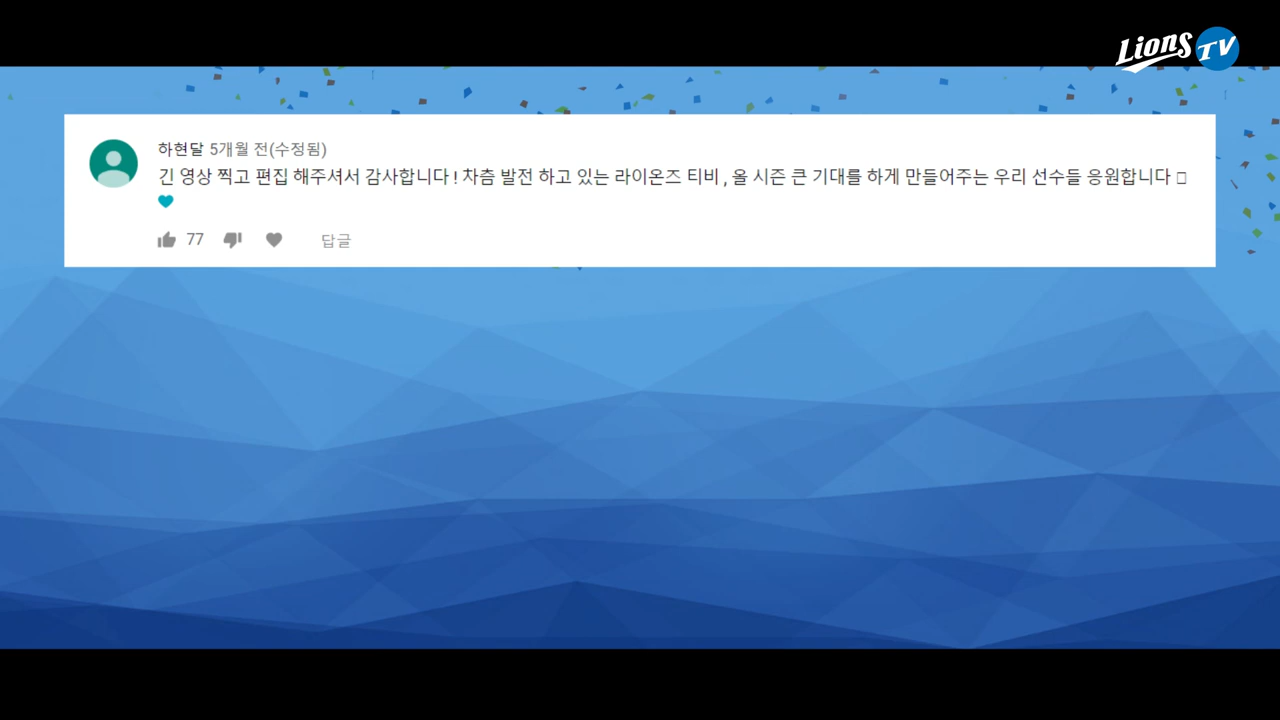 Lions TV
하현달 5개월 전(수정됨)
긴 영상 찍고 편집 해주셔서 감사합니다 ! 차츰 발전 하고 있는 라이온즈 티비 , 올 시즌 큰 기대를 하게 만들어주는 우리 선수들 응원합니다 □
77 답글